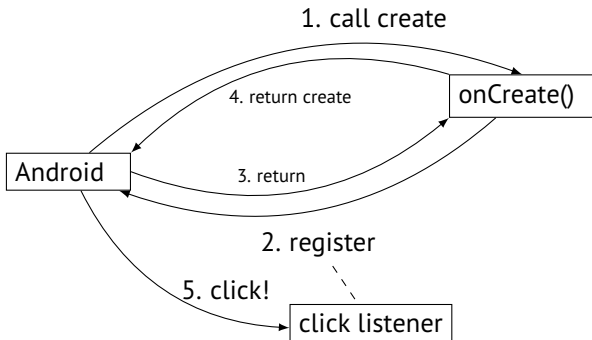 1. call create
onCreate()
4. return create
Android
3. return
2. register
5. click!
click listener